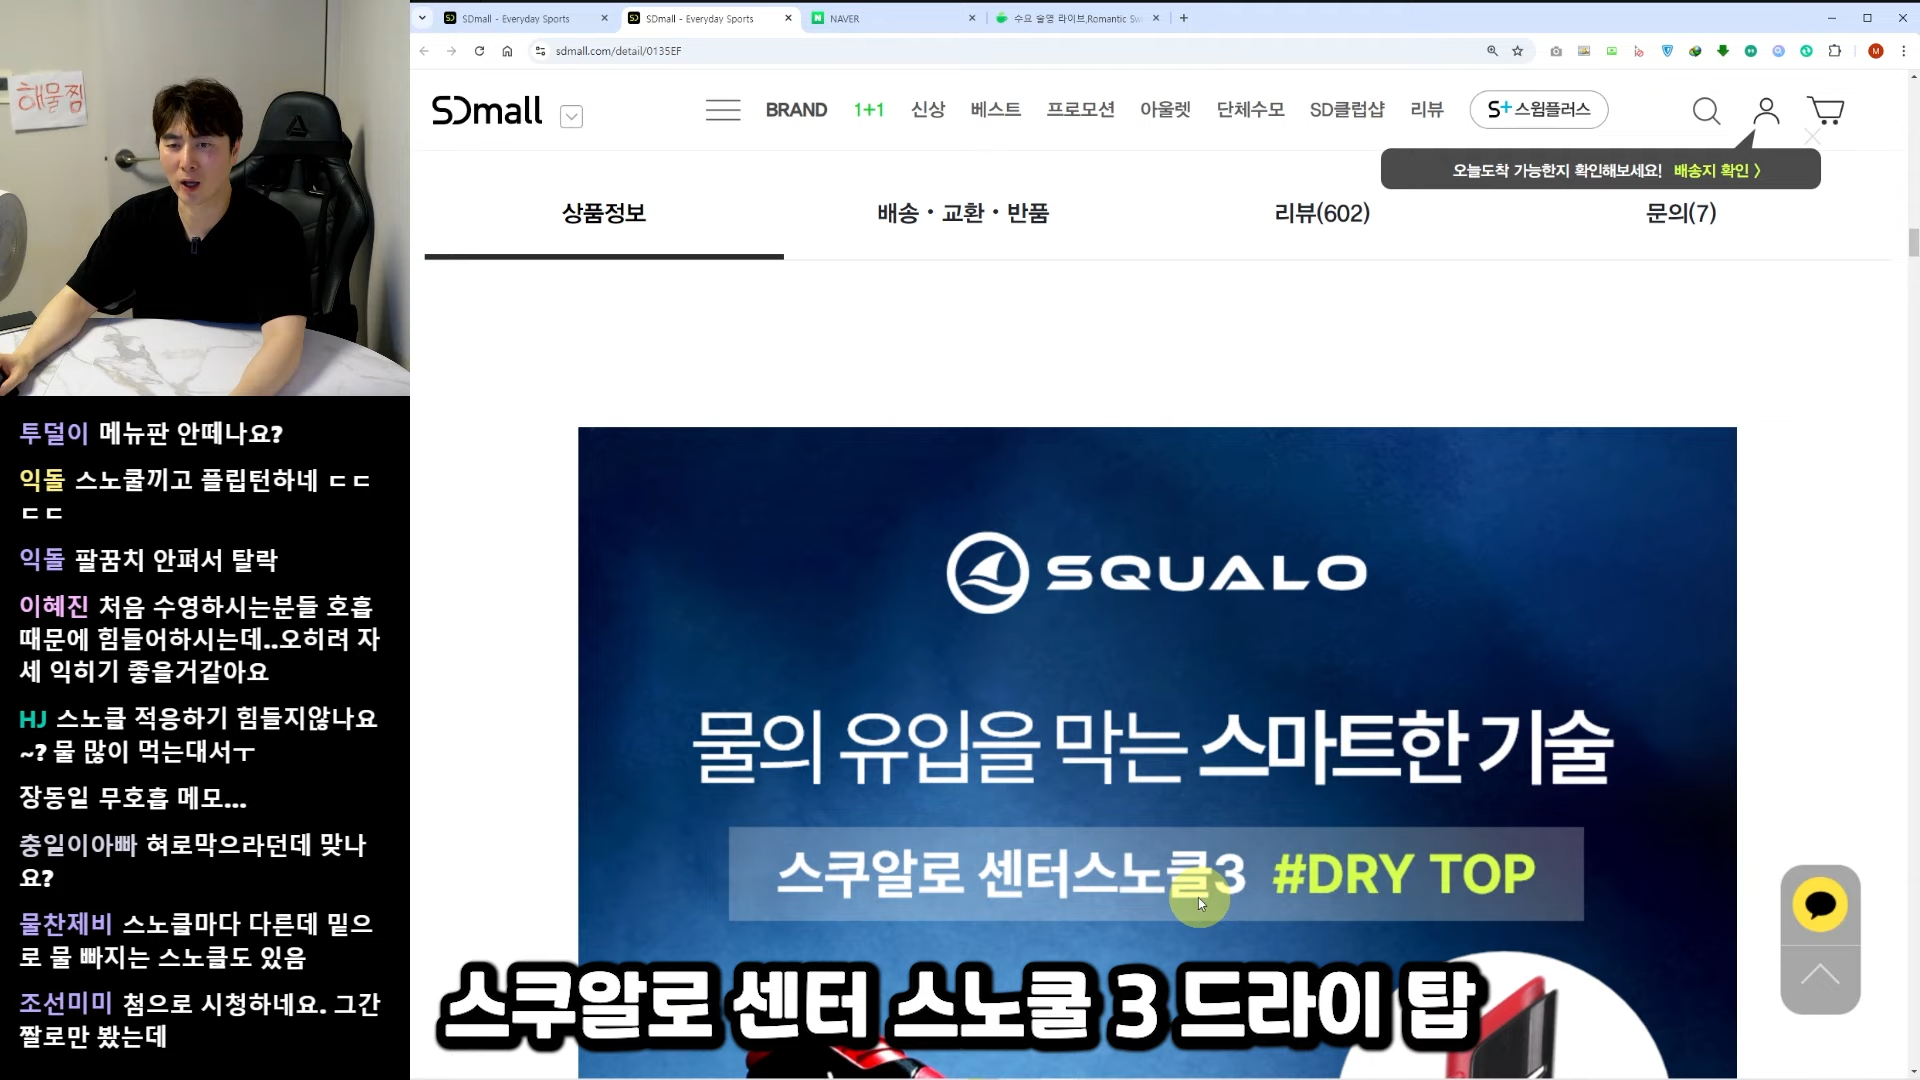 SDmall - Everyday Sports
SDmall - Everyday Sports
NAVER
수요 술영 라이브,Romantic Sw
sdmall.com/detail/0135EF
M
해물찜
SDmall
BRAND
1+1
신상
베스트
프로모션
아울렛
단체수모
SD클럽샵
리뷰
S+스윔플러스
오늘도착 가능한지 확인해보세요! 배송지 확인 〉
상품정보
배송・교환・반품
리뷰(602)
문의(7)
SQUALO
물의 유입을 막는 스마트한 기술
스쿠알로 센터스노클3 #DRY TOP
스쿠알로 센터 스노쿨 3 드라이 탑
투덜이 메뉴판 안떼나요?
익돌 스노쿨끼고 플립턴하네 ㄷㄷ
ㄷㄷ
익돌 팔꿈치 안펴서 탈락
이혜진 처음 수영하시는분들 호흡
때문에 힘들어하시는데..오히려 자
세 익히기 좋을거같아요
HJ 스노클 적응하기 힘들지않나요
~? 물 많이 먹는대서ㅜ
장동일 무호흡 메모...
충일이아빠 혀로막으라던데 맞나
요?
물찬제비 스노클마다 다른데 밑으
로 물 빠지는 스노클도 있음
조선미미 첨으로 시청하네요. 그간
짤로만 봤는데